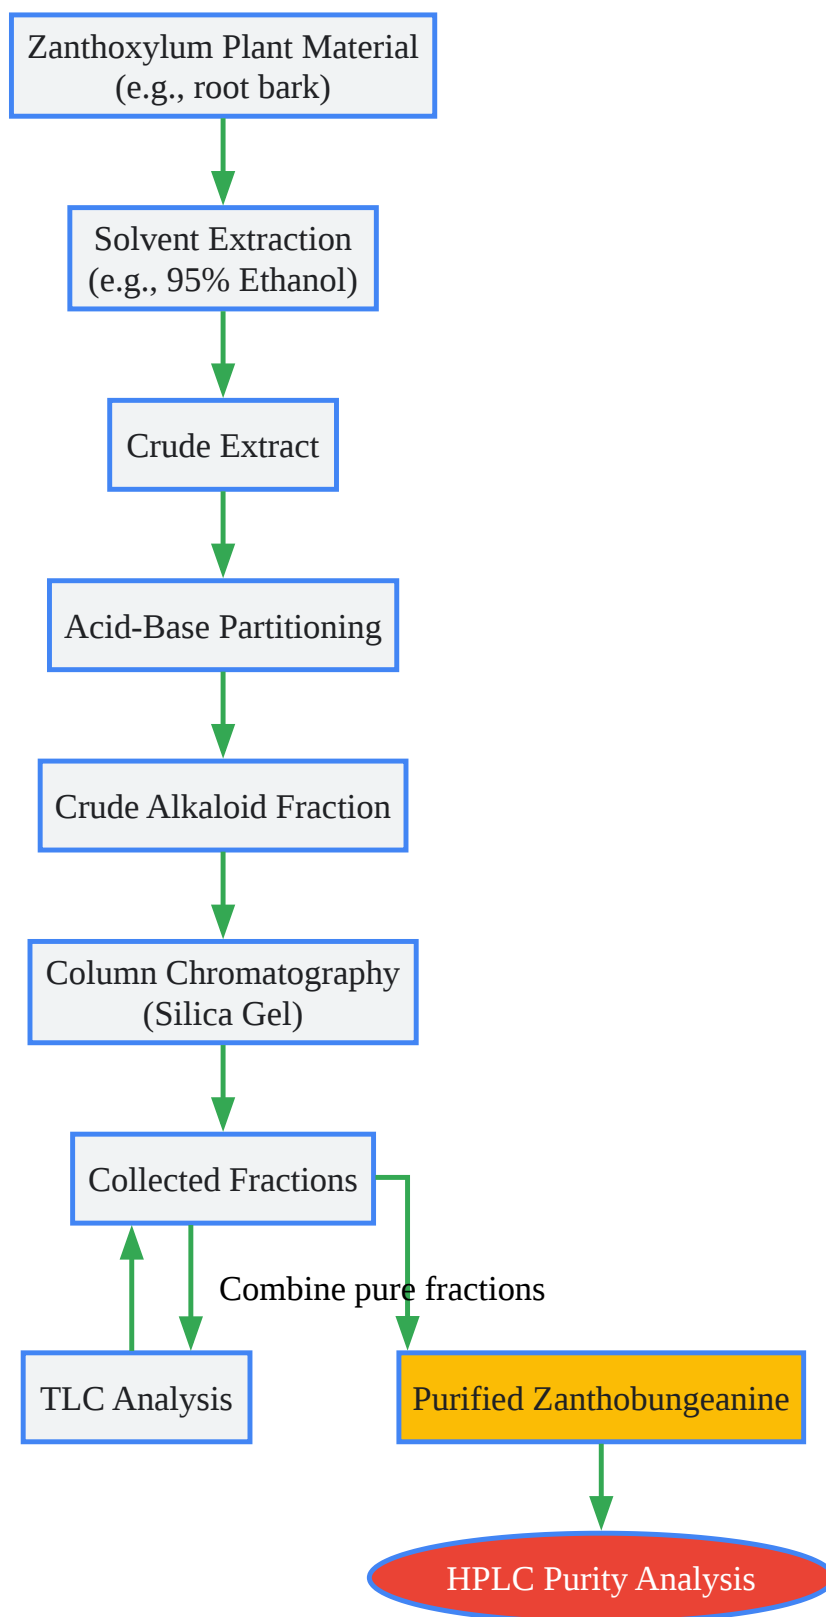 Zanthoxylum Plant Material
(e.g., root bark)
Solvent Extraction
(e.g., 95% Ethanol)
Crude Extract
Acid-Base Partitioning
Crude Alkaloid Fraction
Column Chromatography
(Silica Gel)
Collected Fractions
Combine pure fractions
TLC Analysis
Purified Zanthobungeanine
HPLC Purity Analysis